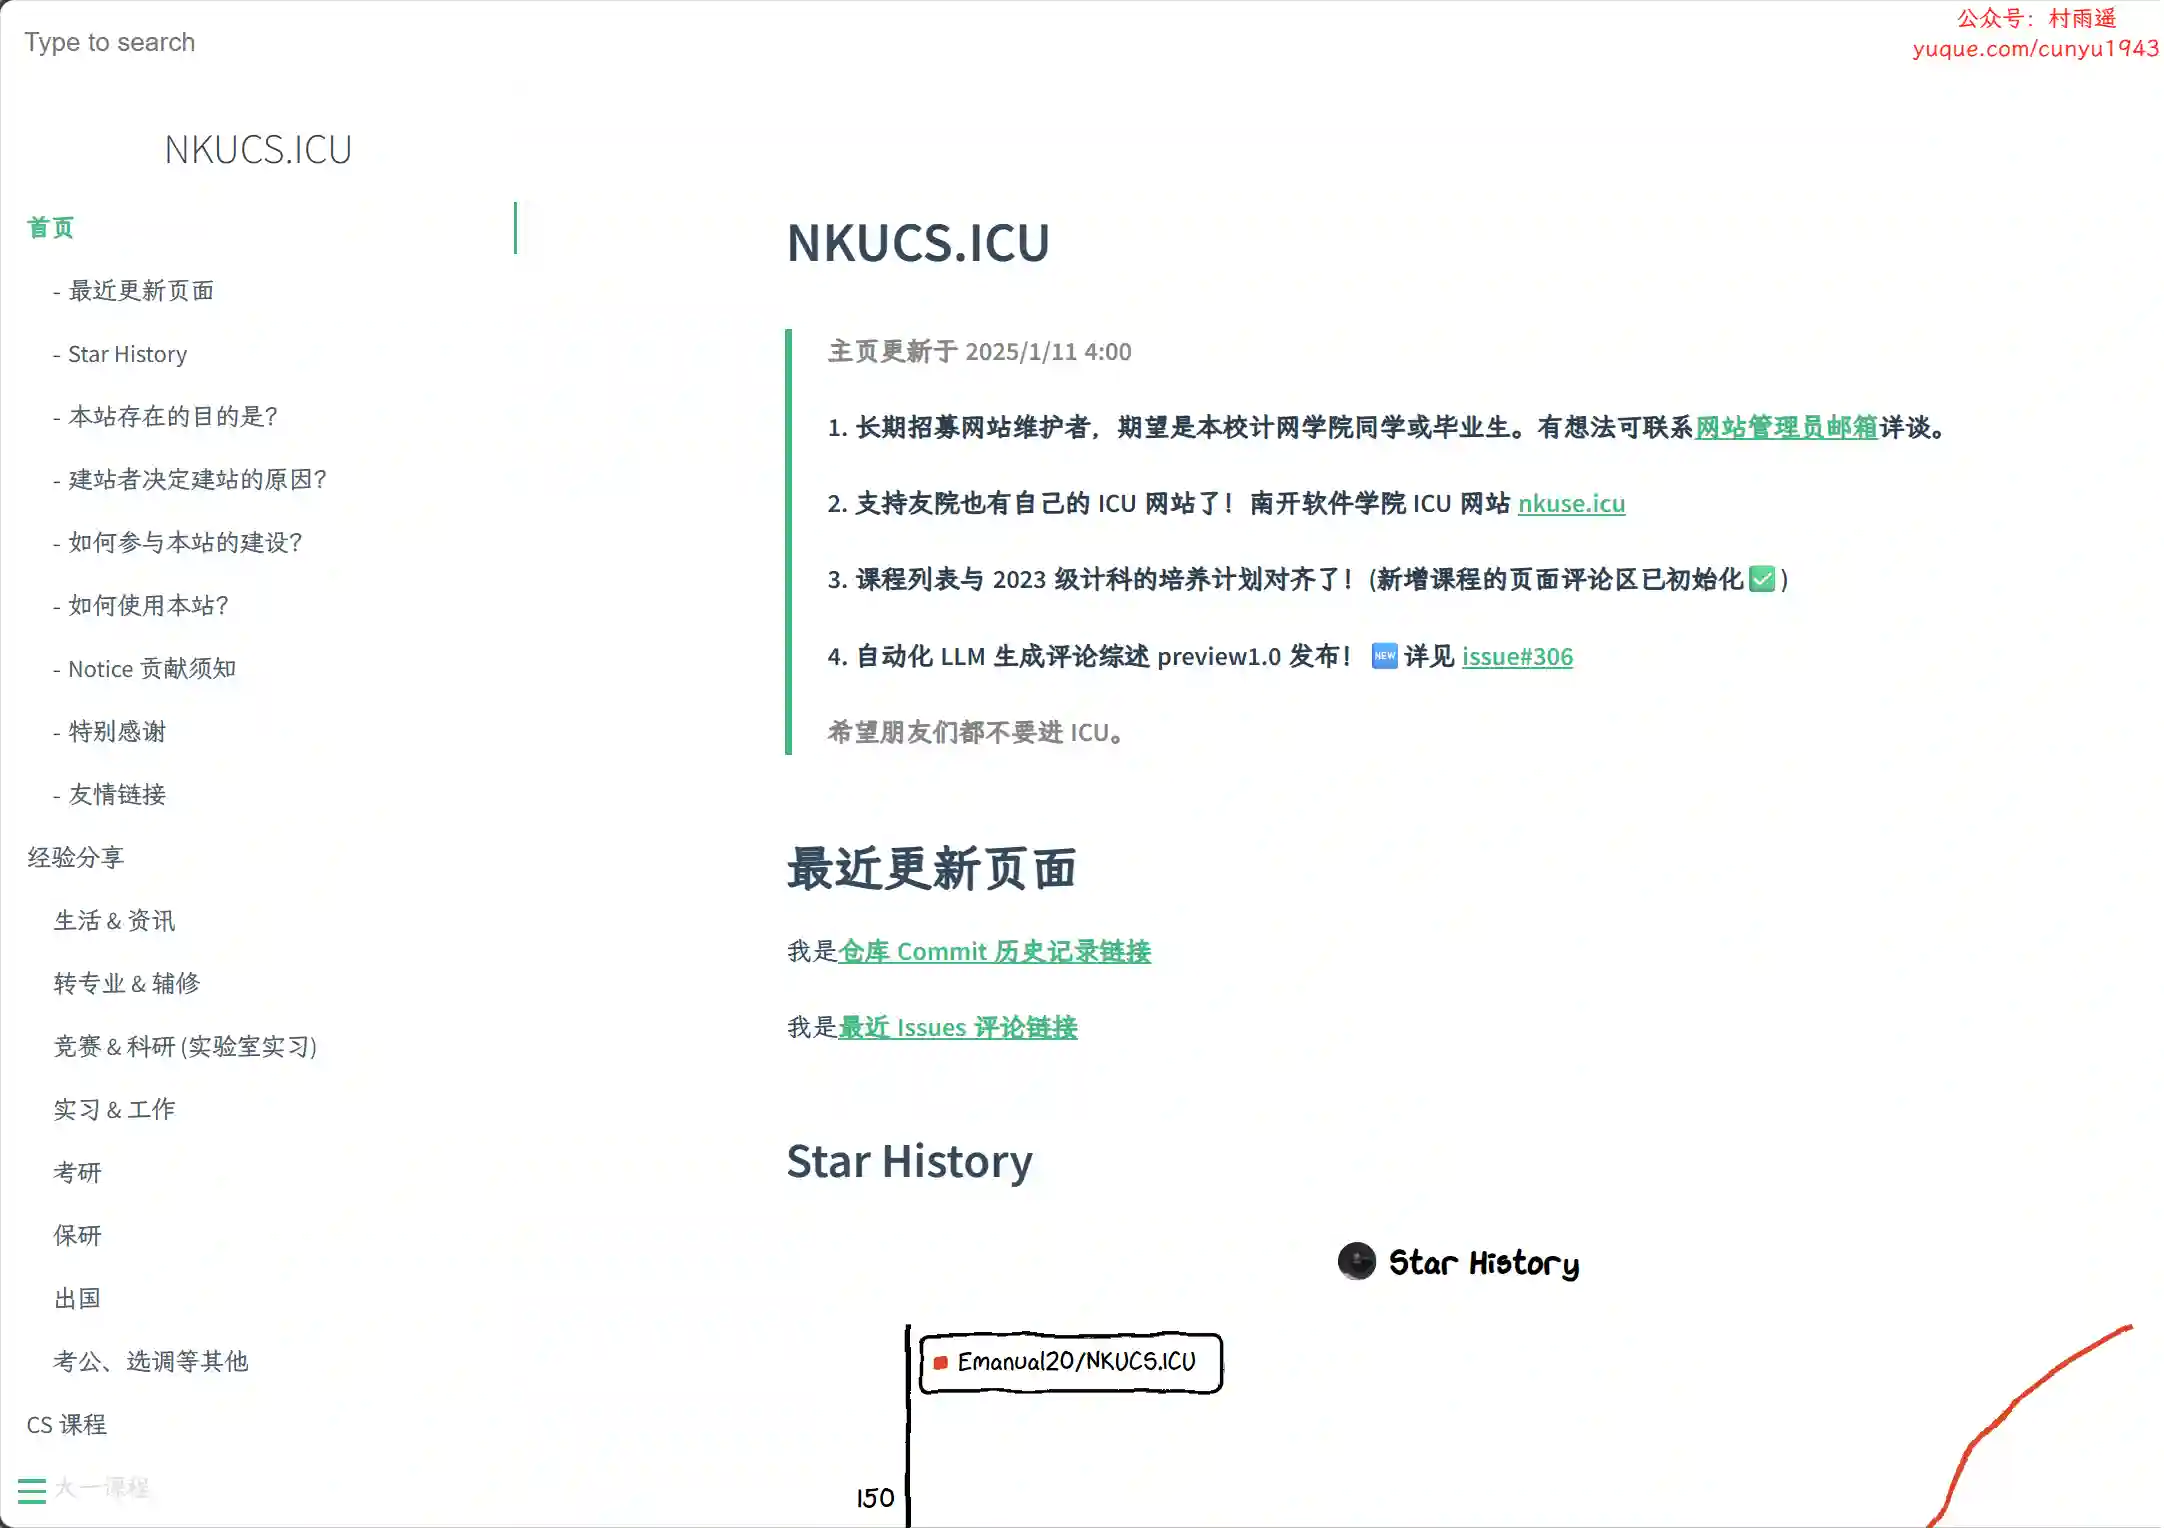 Type to search
公众号：村雨遥
yuque.com/cunyu1943
NKUCS.ICU
首页
- 最近更新页面
- Star History
- 本站存在的目的是？
- 建站者决定建站的原因？
- 如何参与本站的建设？
- 如何使用本站？
- Notice 贡献须知
- 特别感谢
- 友情链接
经验分享
生活 & 资讯
转专业 & 辅修
竞赛 & 科研 (实验室实习)
实习 & 工作
考研
保研
出国
考公、选调等其他
CS 课程
大一课程
NKUCS.ICU
主页更新于 2025/1/11 4:00
1. 长期招募网站维护者，期望是本校计网学院同学或毕业生。有想法可联系网站管理员邮箱详谈。
2. 支持友院也有自己的 ICU 网站了！南开软件学院 ICU 网站 nkuse.icu
3. 课程列表与 2023 级计科的培养计划对齐了！(新增课程的页面评论区已初始化✅)
4. 自动化 LLM 生成评论综述 preview1.0 发布！ 🆕 详见 issue#306
希望朋友们都不要进 ICU。
最近更新页面
我是仓库 Commit 历史记录链接
我是最近 Issues 评论链接
Star History
Star History
Emanual20/NKUCS.ICU
150